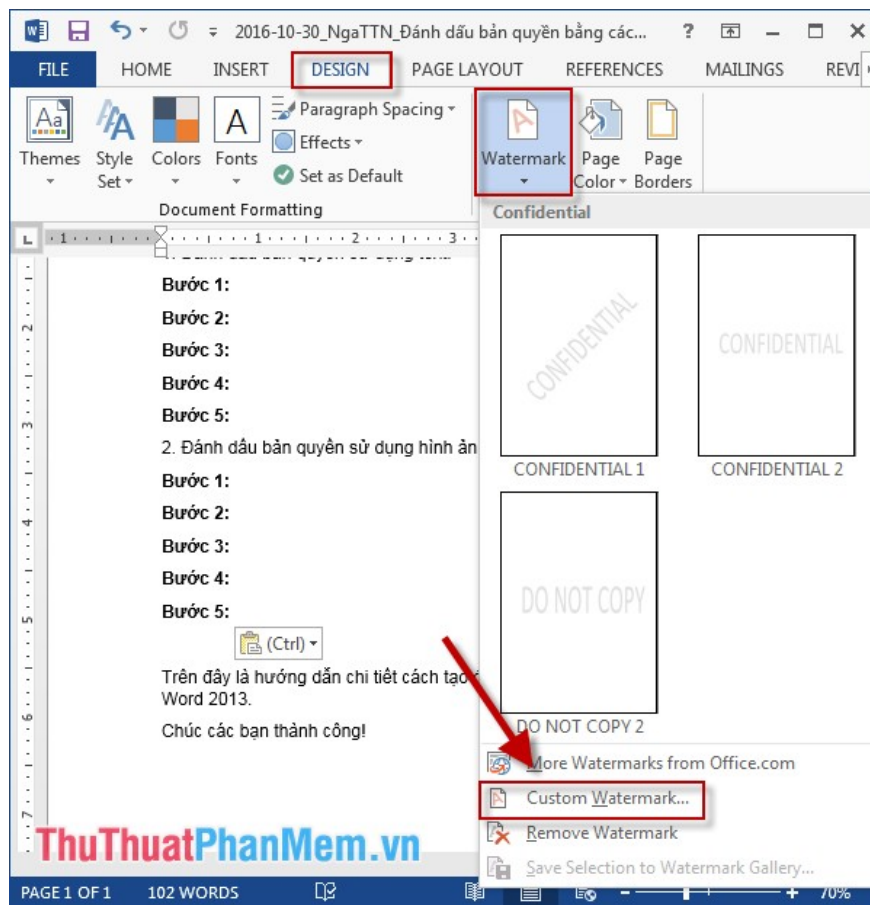 2016-10-30_NgaTTN_Đánh dấu bản quyền bằng các...
FILE HOME INSERT DESIGN PAGE LAYOUT REFERENCES MAILINGS REVI
Themes
Style Set
Colors
Fonts
Paragraph Spacing
Effects
Set as Default
Watermark
Page Color
Page Borders
Document Formatting
Confidential
Bước 1:
Bước 2:
Bước 3:
Bước 4:
Bước 5:
2. Đánh dấu bản quyền sử dụng hình ản
Bước 1:
Bước 2:
Bước 3:
Bước 4:
Bước 5:
(Ctrl)
Trên đây là hướng dẫn chi tiết cách tạo
Word 2013.
Chúc các bạn thành công!
CONFIDENTIAL
CONFIDENTIAL
CONFIDENTIAL 1
CONFIDENTIAL 2
DO NOT COPY
DO NOT COPY 2
More Watermarks from Office.com
Custom Watermark...
Remove Watermark
Save Selection to Watermark Gallery...
ThuThuatPhanMem.vn
PAGE 1 OF 1 102 WORDS 70%